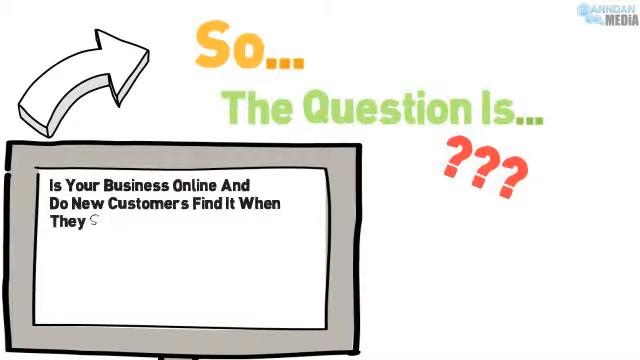 ANNDAN
MEDIA
So...
The Question Is...
???
Is Your Business Online And
Do New Customers Find It When
They S